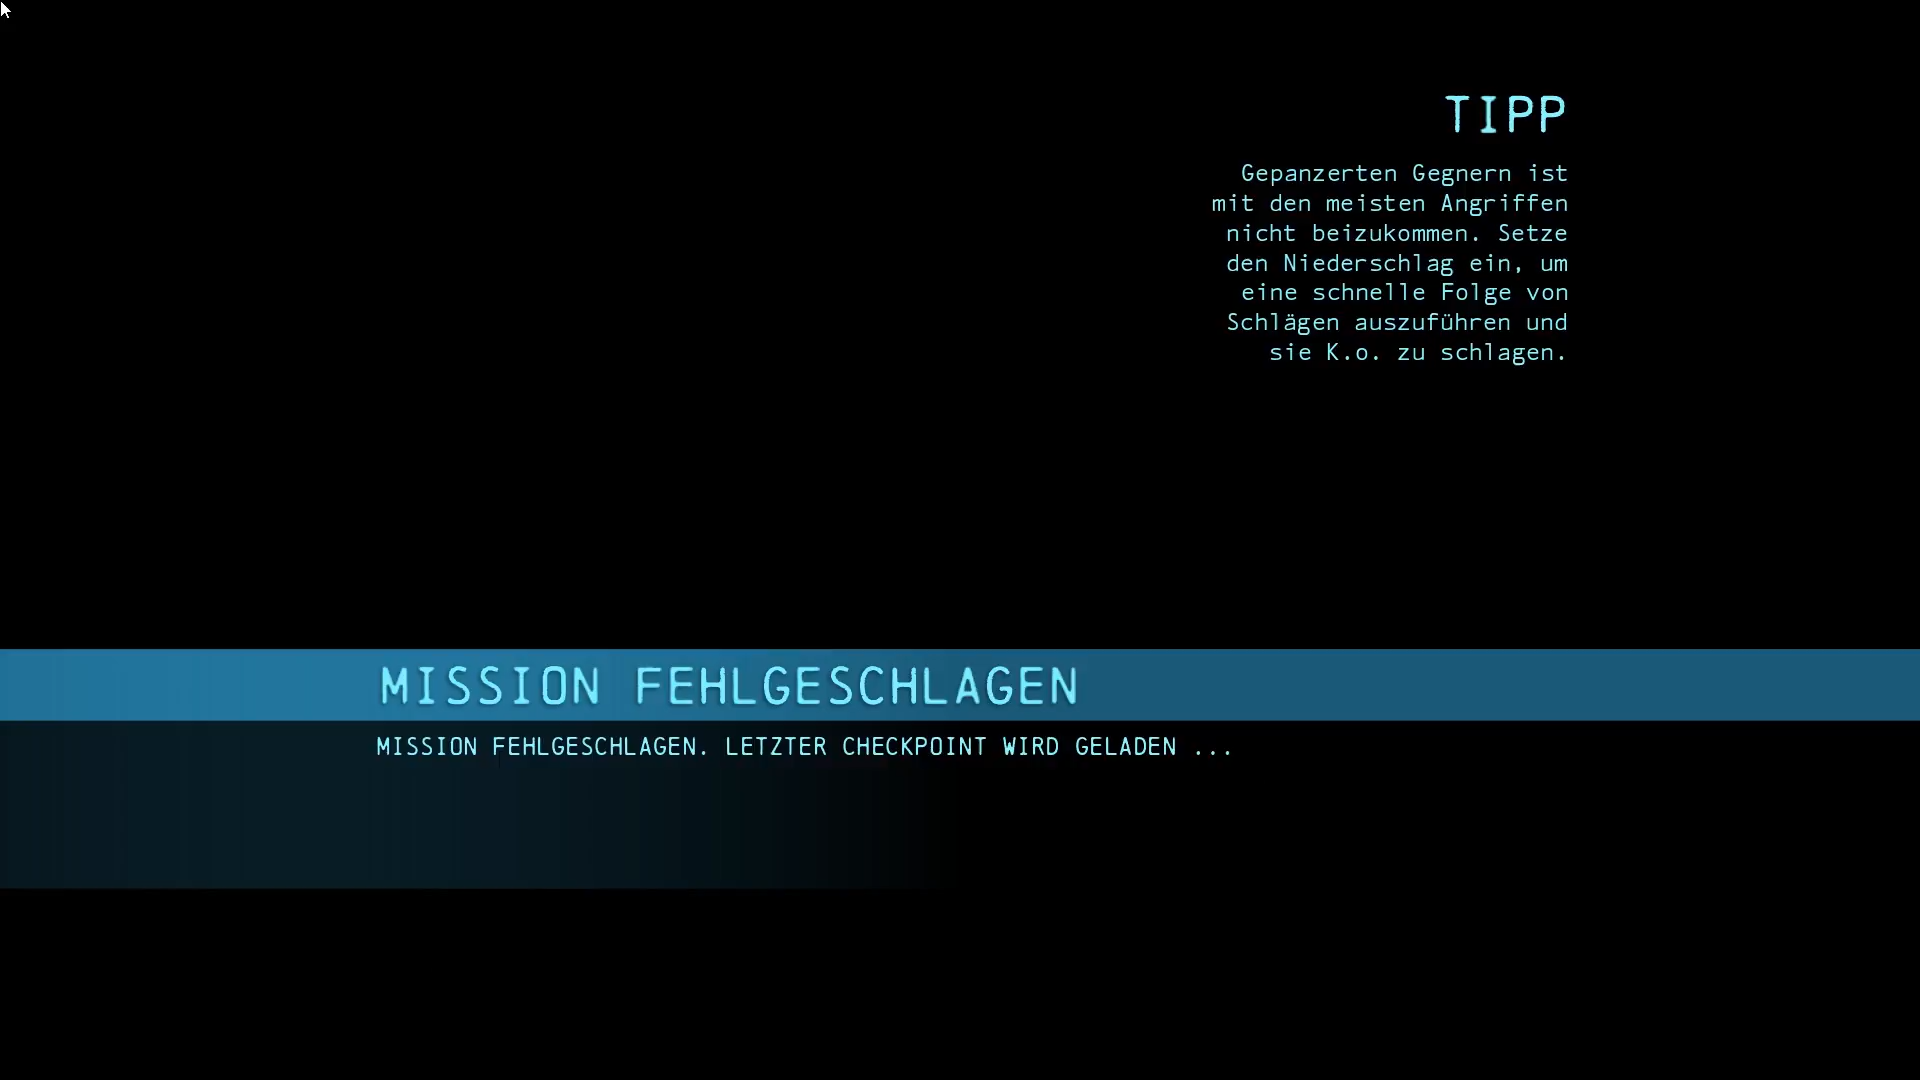 TIPP
Gepanzerten Gegnern ist
mit den meisten Angriffen
nicht beizukommen. Setze
den Niederschlag ein, um
eine schnelle Folge von
Schlägen auszuführen und
sie K.o. zu schlagen.
MISSION FEHLGESCHLAGEN
MISSION FEHLGESCHLAGEN. LETZTER CHECKPOINT WIRD GELADEN ...